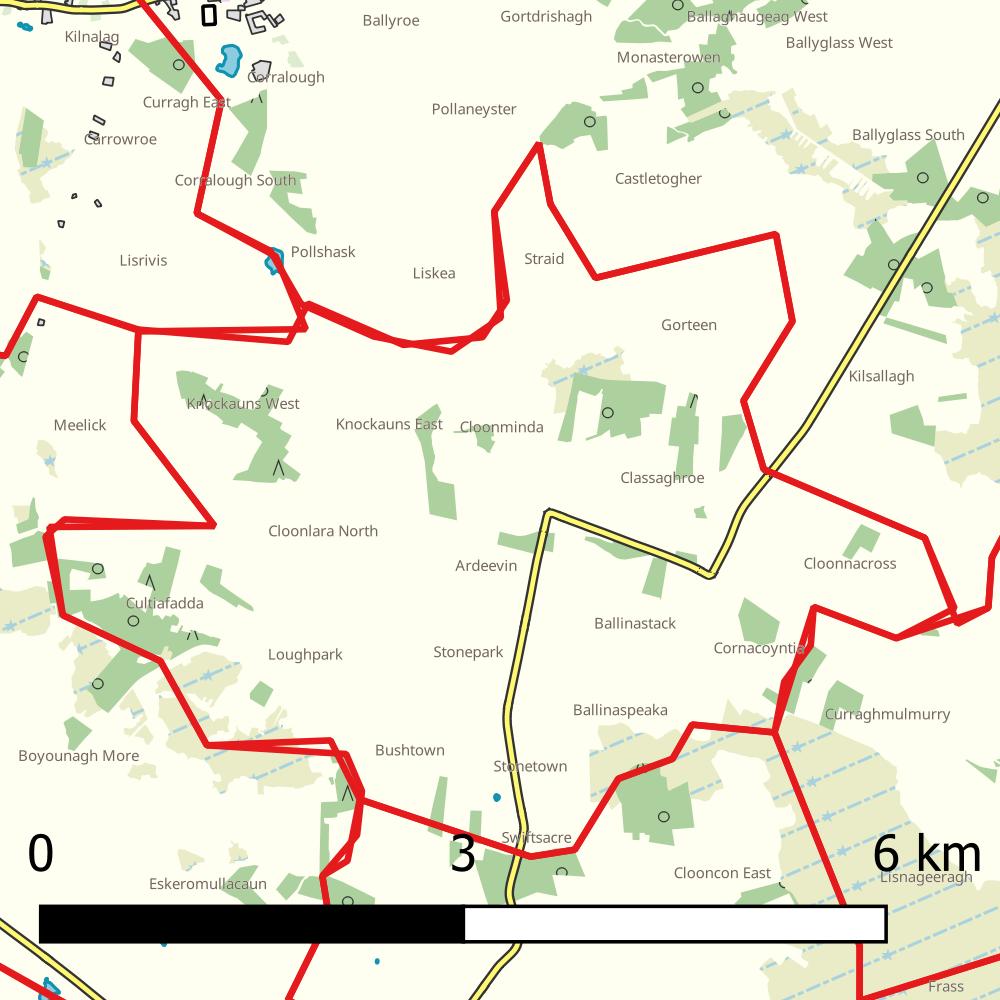 Ballyroe
Gortdrishagh
Ballaghaugeag West
Kilnalag
Ballyglass West
Monasterowen
Corralough
Curragh East
Pollaneyster
Ballyglass South
Carrowroe
Corralough South
Castletogher
Pollshask
Lisrivis
Straid
Liskea
Gorteen
Kilsallagh
Knockauns West
Meelick
Knockauns East
Cloonminda
Classaghroe
Cloonlara North
Ardeevin
Cloonnacross
Cultiafadda
Ballinastack
Loughpark
Stonepark
Cornacoyntia
Ballinaspeaka
Curraghmulmurry
Boyounagh More
Bushtown
Stonetown
Swiftsacre
0 3 6 km
Clooncon East
Lisnageeragh
Eskeromullacaun
Frass